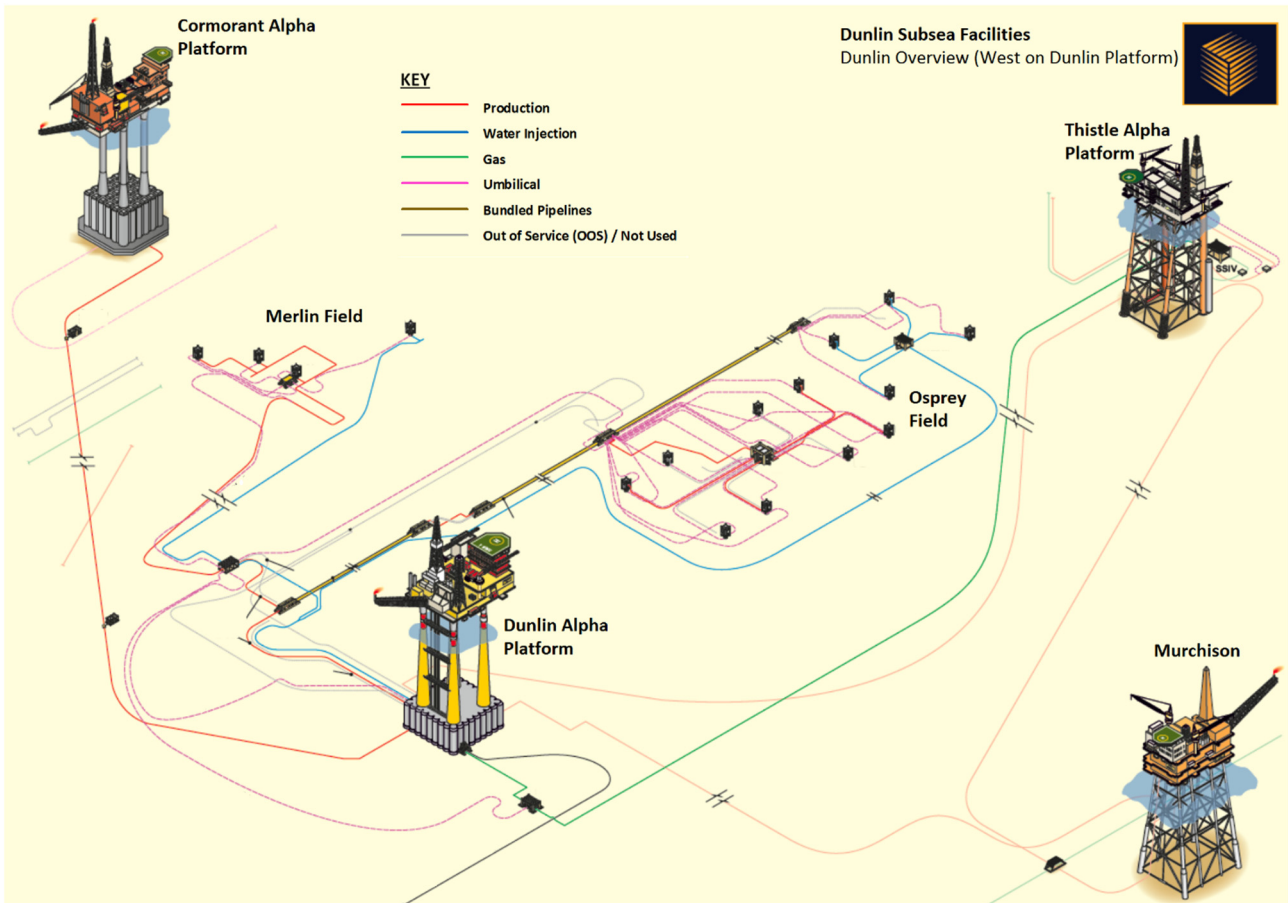 Cormorant Alpha
Platform
Dunlin Subsea Facilities
Dunlin Overview (West on Dunlin Platform)
KEY
Production
Water Injection
Gas
Umbilical
Bundled Pipelines
Out of Service (OOS) / Not Used
Thistle Alpha
Platform
SSIV
Merlin Field
Osprey
Field
Dunlin Alpha
Platform
Murchison